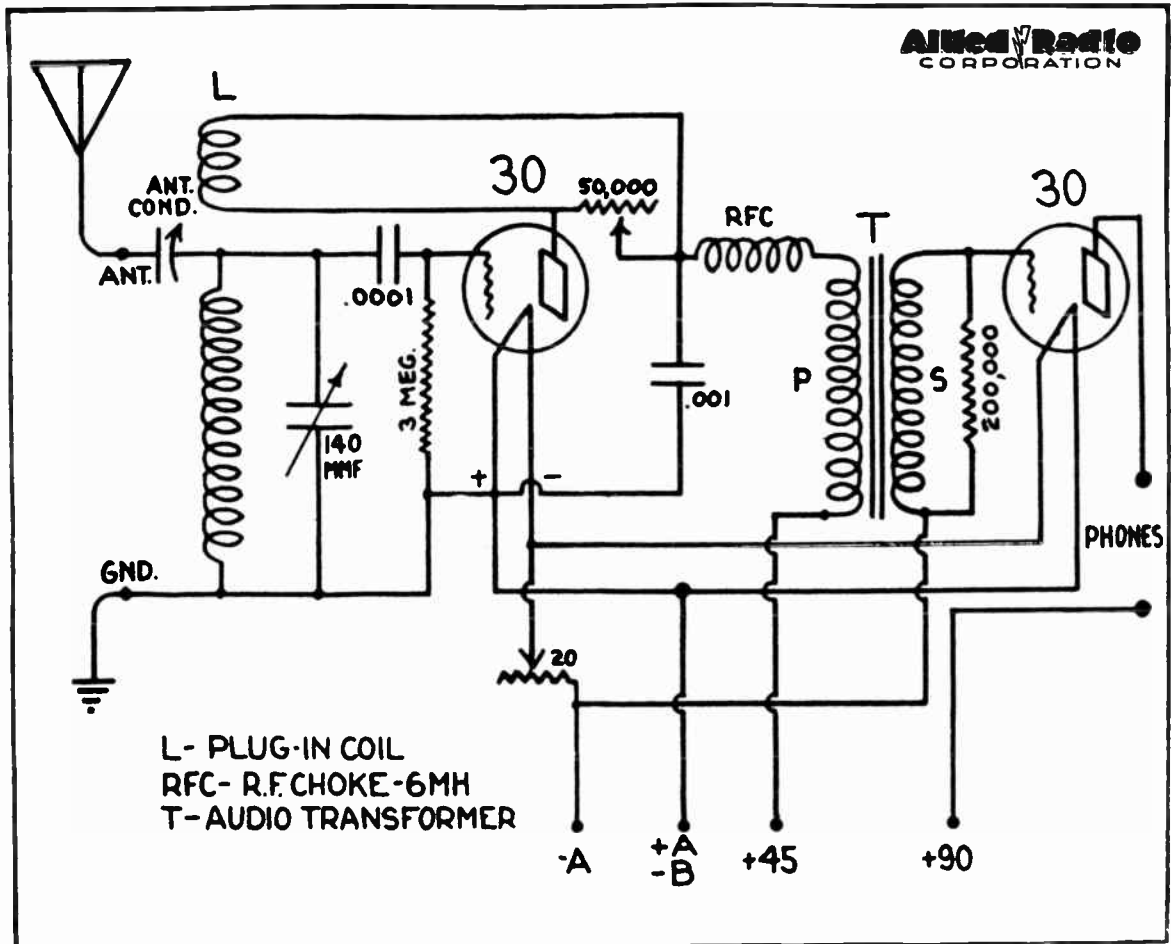 Allied Radio
CORPORATION
L
ANT.
COND.
30
50,000
RFC
T
30
ANT.
.0001
3 MEG.
140
MMF
.001
P
S
200,000
+
-
PHONES
GND.
20
L- PLUG-IN COIL
RFC- R.F. CHOKE-6MH
T-AUDIO TRANSFORMER
-A
+A
-B
+45
+90